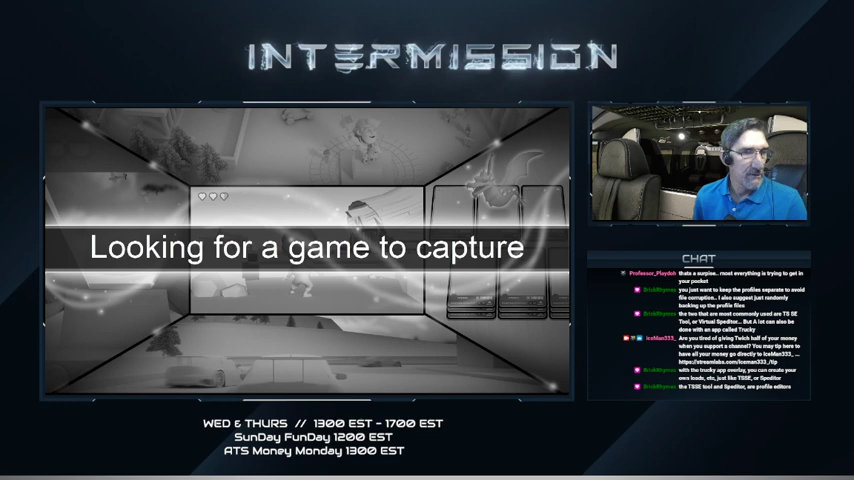 INTERMISSION
Looking for a game to capture
CHAT
Professor_Playdoh thats a surpise.. most everything is trying to get in
your pocket
BrickRhymes you just want to keep the profiles separate to avoid
file corruption.. I also suggest just randomly
backing up the profile files
BrickRhymes the two that are most commonly used are TS SE
Tool, or Virtual Speditor... But A lot can also be
done with an app called Trucky
IceMan333_ Are you tired of giving Twich half of your money
when you support a channel? You may tip here to
have all your money go directly to IceMan333_ ...
https://streamlabs.com/iceman333_/tip
BrickRhymes with the trucky app overlay, you can create your
own loads, etc, just like TSSE, or Speditor
BrickRhymes the TSSE tool and Speditor, are profile editors
WED & THURS // 1300 EST - 1700 EST
SunDay FunDay 1200 EST
ATS Money Monday 1300 EST